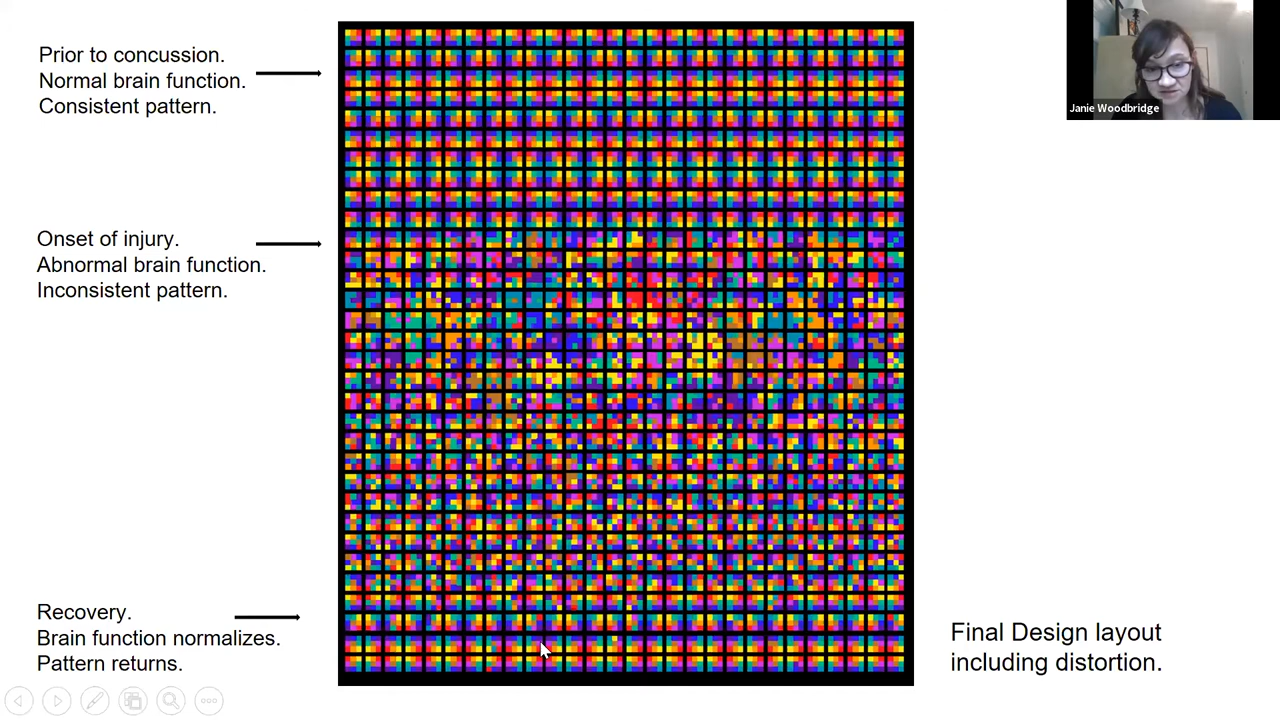 Prior to concussion.
Normal brain function.
Consistent pattern.
Janie Woodbridge
Onset of injury.
Abnormal brain function.
Inconsistent pattern.
Recovery.
Brain function normalizes.
Pattern returns.
Final Design layout
including distortion.